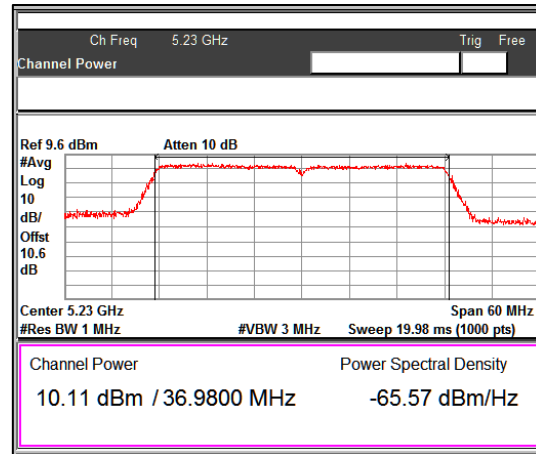 Ch Freq 5.23 GHz Trig Free
Channel Power
Ref 9.6 dBm Atten 10 dB
#Avg
Log
10
dB/
Offst
10.6
dB
Center 5.23 GHz Span 60 MHz
#Res BW 1 MHz #VBW 3 MHz Sweep 19.98 ms (1000 pts)
Channel Power Power Spectral Density
10.11 dBm / 36.9800 MHz -65.57 dBm/Hz